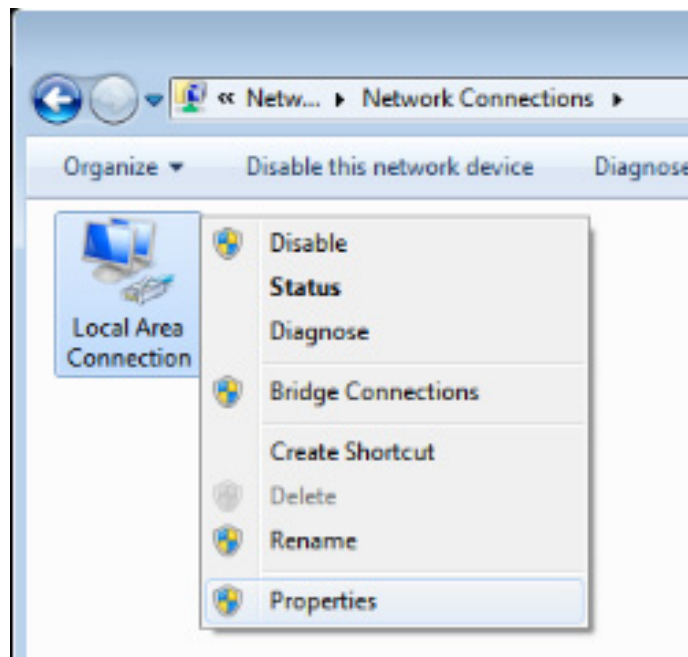 « Netw... ▸ Network Connections ▸
Organize ▾ Disable this network device Diagnose
Local Area
Connection
Disable
Status
Diagnose
Bridge Connections
Create Shortcut
Delete
Rename
Properties